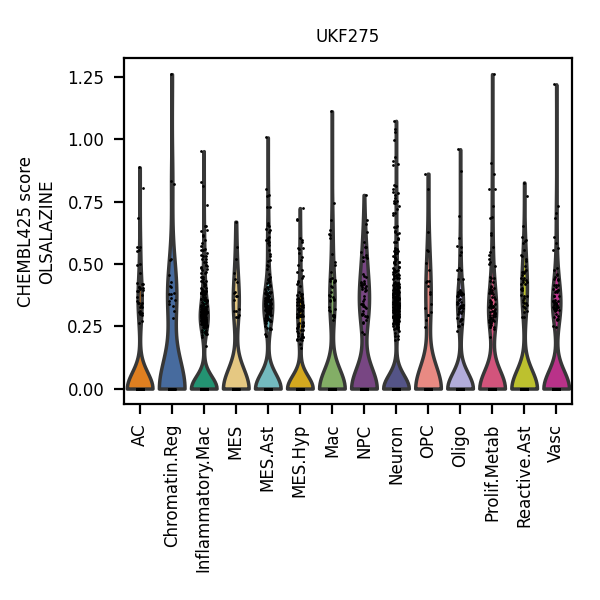 UKF275
CHEMBL425 score
OLSALAZINE
1.25
1.00
0.75
0.50
0.25
0.00
AC
Chromatin.Reg
Inflammatory.Mac
MES
MES.Ast
MES.Hyp
Mac
NPC
Neuron
OPC
Oligo
Prolif.Metab
Reactive.Ast
Vasc